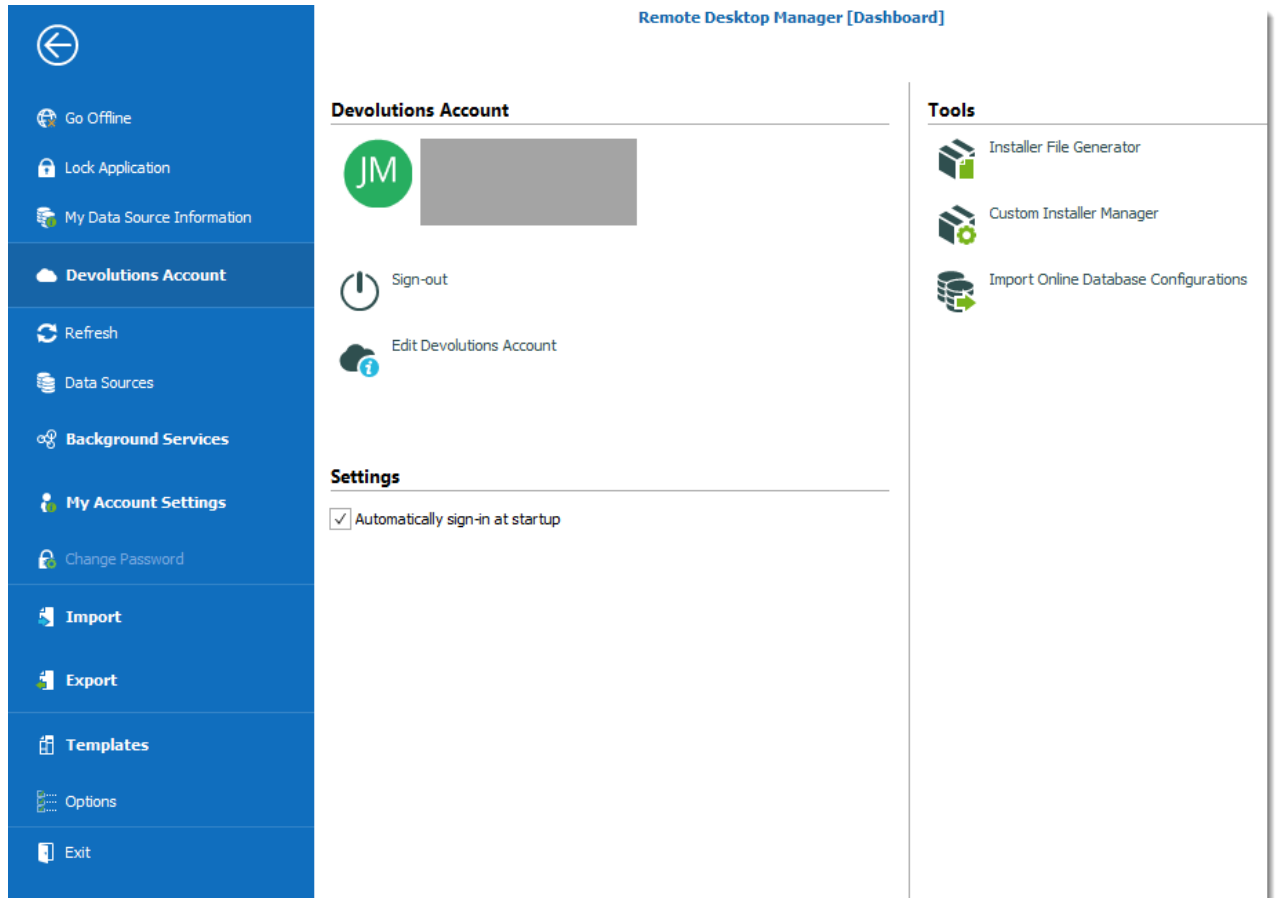 Remote Desktop Manager [Dashboard]
Go Offline
Lock Application
My Data Source Information
Devolutions Account
Refresh
Data Sources
Background Services
My Account Settings
Change Password
Import
Export
Templates
Options
Exit
Devolutions Account
JM
Sign-out
Edit Devolutions Account
Settings
Automatically sign-in at startup
Tools
Installer File Generator
Custom Installer Manager
Import Online Database Configurations